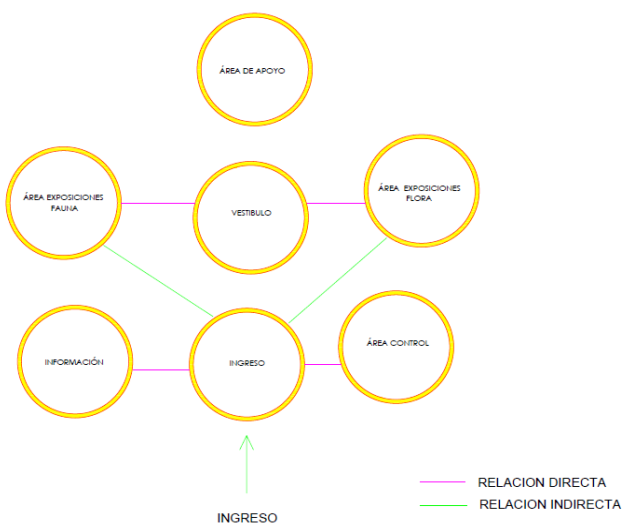 ÁREA DE APOYO
ÁREA EXPOSICIONES
FAUNA
VESTIBULO
ÁREA EXPOSICIONES
FLORA
INFORMACIÓN
INGRESO
ÁREA CONTROL
INGRESO
RELACION DIRECTA
RELACION INDIRECTA